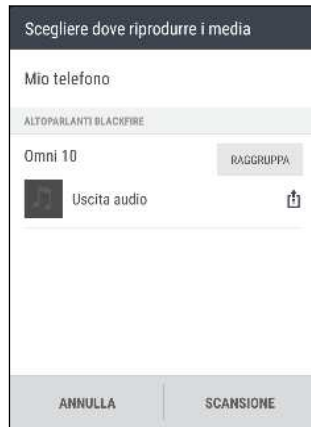 Scegliere dove riprodurre i media
Mio telefono
ALTOPARLANTI BLACKFIRE
Omni 10
RAGGRUPPA
Uscita audio
ANNULLA
SCANSIONE